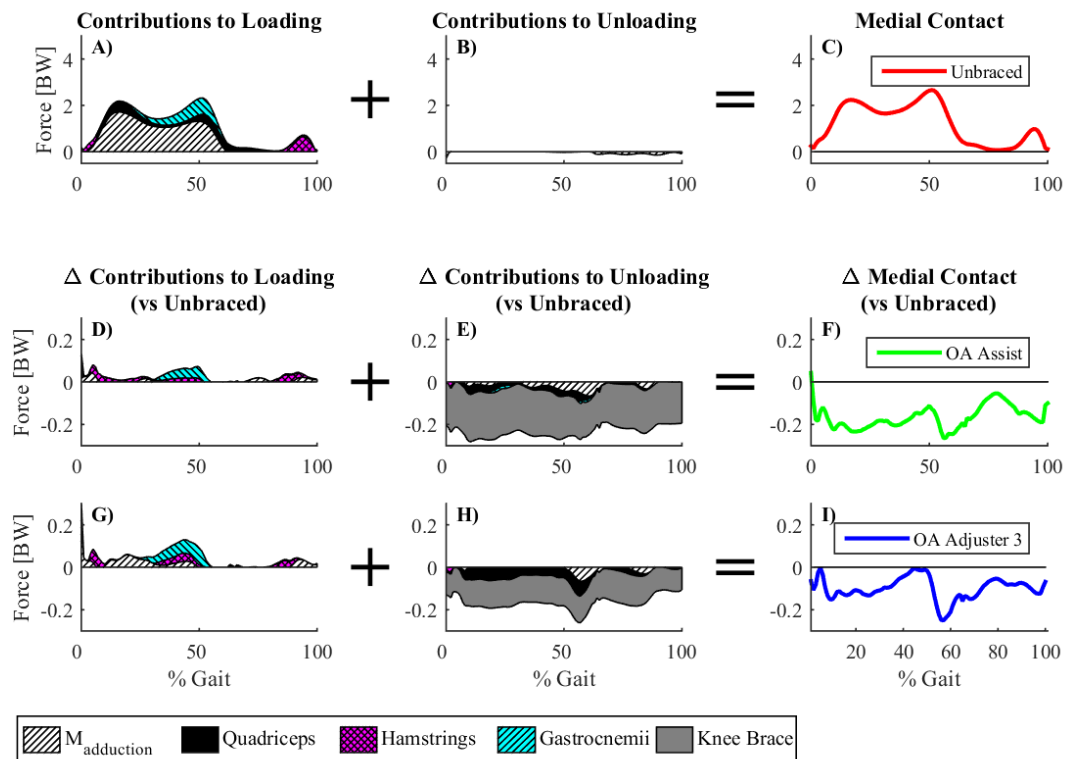 Contributions to Loading
Contributions to Unloading
Medial Contact
A)
B)
C)
Unbraced
Force [BW]
4
2
0
4
2
0
4
2
0
+
=
0 50 100
0 50 100
0 50 100
△ Contributions to Loading
(vs Unbraced)
△ Contributions to Unloading
(vs Unbraced)
△ Medial Contact
(vs Unbraced)
D)
E)
F)
OA Assist
Force [BW]
0.2
0
-0.2
0.2
0
-0.2
0.2
0
-0.2
+
=
0 50 100
0 50 100
0 50 100
G)
H)
I)
OA Adjuster 3
Force [BW]
0.2
0
-0.2
0.2
0
-0.2
0.2
0
-0.2
+
=
0 50 100
0 50 100
20 40 60 80 100
% Gait
% Gait
% Gait
M adduction
Quadriceps
Hamstrings
Gastrocnemii
Knee Brace